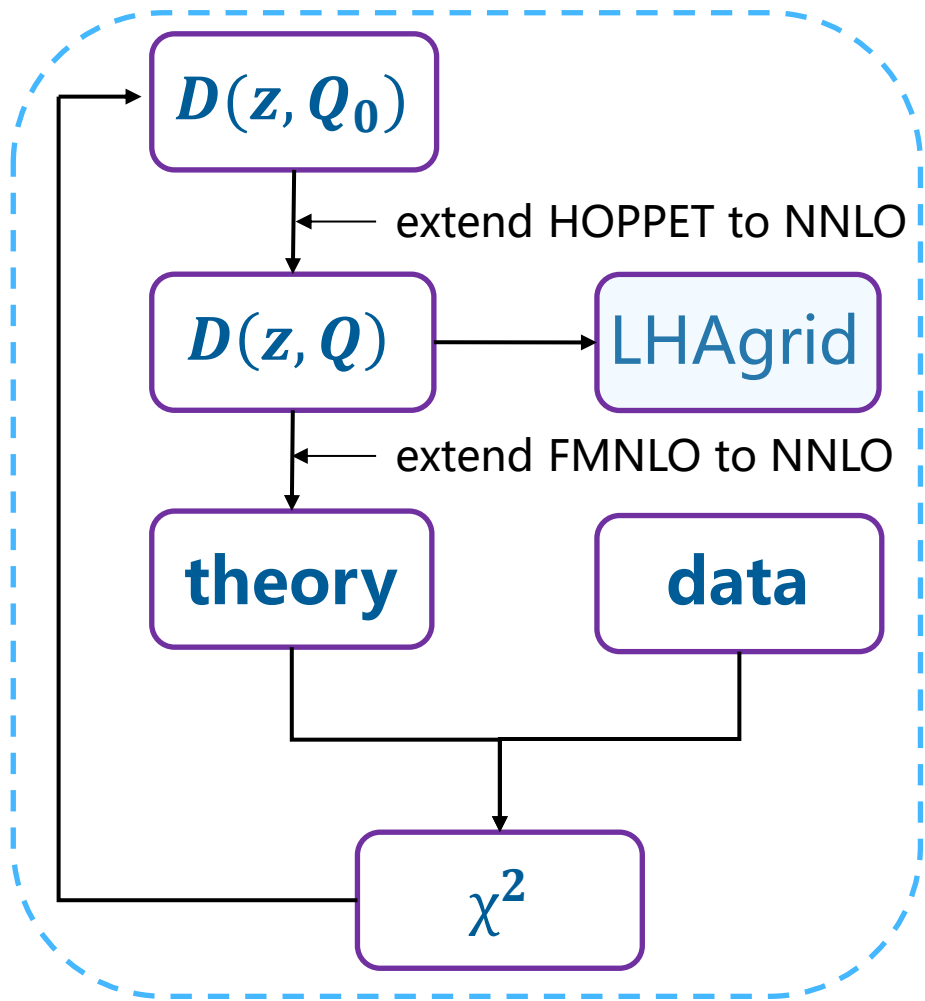 D(z, Q₀)
extend HOPPET to NNLO
D(z, Q)
LHAgrid
extend FMNLO to NNLO
theory
data
χ²